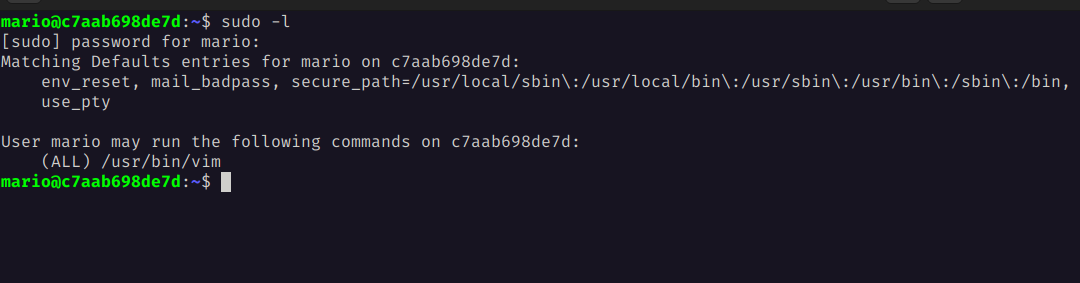 mario@c7aab698de7d:~$ sudo -l
[sudo] password for mario:
Matching Defaults entries for mario on c7aab698de7d:
    env_reset, mail_badpass, secure_path=/usr/local/sbin\:/usr/local/bin\:/usr/sbin\:/usr/bin\:/sbin\:/bin,
    use_pty

User mario may run the following commands on c7aab698de7d:
    (ALL) /usr/bin/vim
mario@c7aab698de7d:~$